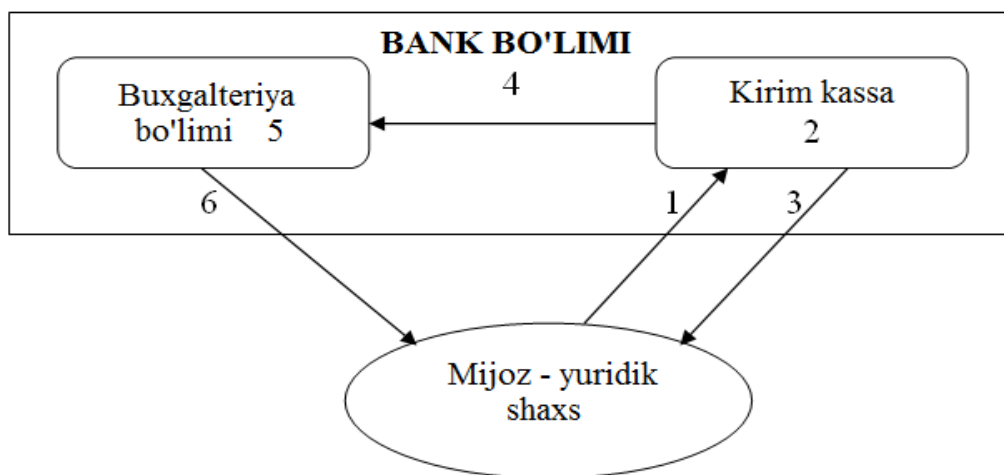 BANK BO'LIMI
Buxgalteriya
bo'limi 5
4
Kirim kassa
2
6
1
3
Mijoz - yuridik
shaxs